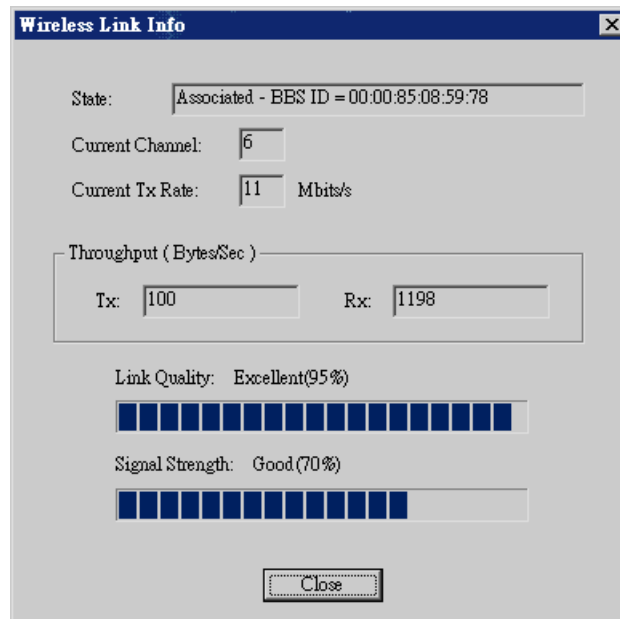 Wireless Link Info
State: Associated - BBS ID = 00:00:85:08:59:78
Current Channel: 6
Current Tx Rate: 11 Mbits/s
Throughput ( Bytes/Sec )
Tx: 100 Rx: 1198
Link Quality: Excellent(95%)
Signal Strength: Good(70%)
Close